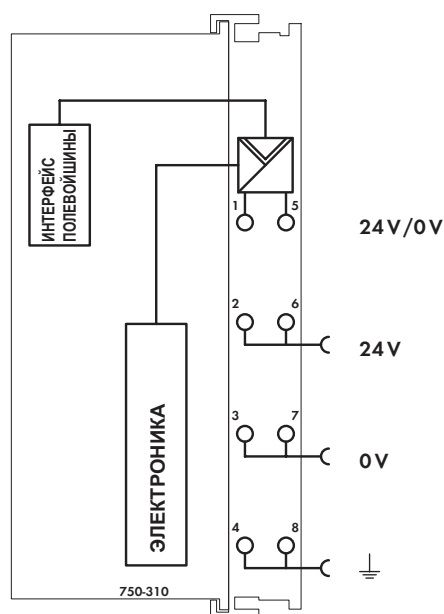 ИНТЕРФЕЙС
ПОЛЕВОЙШИНЫ
1 5
24V/0V
2 6
24V
3 7
0V
ЭЛЕКТРОНИКА
4 8
750-310